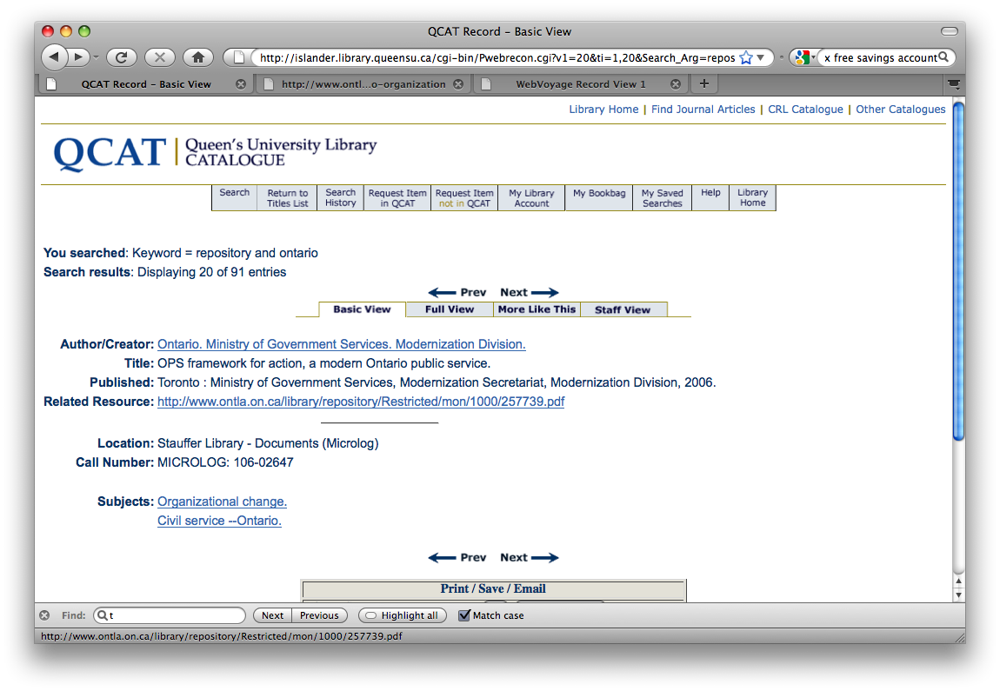 QCAT Record – Basic View
http://islander.library.queensu.ca/cgi-bin/Pwebrecon.cgi?v1=20&ti=1,20&Search_Arg=repos
x free savings account
QCAT Record – Basic View
http://www.ontl...o-organization
WebVoyage Record View 1
Library Home | Find Journal Articles | CRL Catalogue | Other Catalogues
QCAT | Queen's University Library
CATALOGUE
Search
Return to Titles List
Search History
Request Item in QCAT
Request Item not in QCAT
My Library Account
My Bookbag
My Saved Searches
Help
Library Home
You searched: Keyword = repository and ontario
Search results: Displaying 20 of 91 entries
Prev Next
Basic View Full View More Like This Staff View
Author/Creator: Ontario. Ministry of Government Services. Modernization Division.
Title: OPS framework for action, a modern Ontario public service.
Published: Toronto : Ministry of Government Services, Modernization Secretariat, Modernization Division, 2006.
Related Resource: http://www.ontla.on.ca/library/repository/Restricted/mon/1000/257739.pdf
Location: Stauffer Library - Documents (Microlog)
Call Number: MICROLOG: 106-02647
Subjects: Organizational change.
Civil service --Ontario.
Prev Next
Print / Save / Email
Find: t Next Previous Highlight all Match case
http://www.ontla.on.ca/library/repository/Restricted/mon/1000/257739.pdf